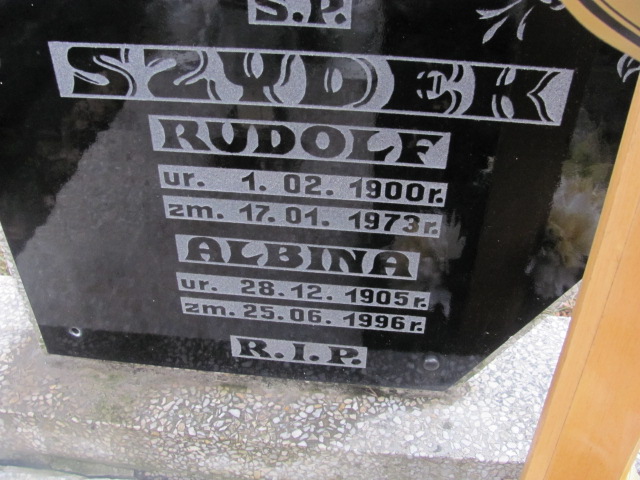 Ś.P.
SZYDEK
RUDOLF
ur. 1. 02. 1900r.
zm. 17.01. 1973r.
ALBINA
ur. 28.12. 1905r.
zm. 25.06. 1996r.
R.I.P.